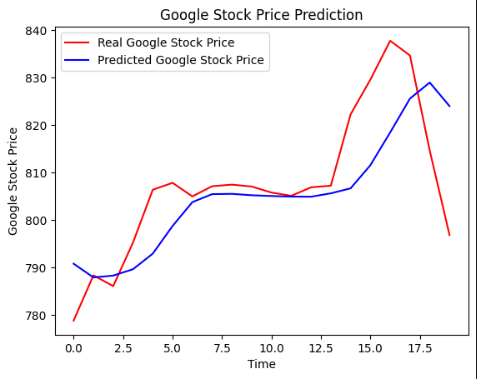 Google Stock Price Prediction
840
Real Google Stock Price
Predicted Google Stock Price
830
820
810
800
790
780
Google Stock Price
0.0 2.5 5.0 7.5 10.0 12.5 15.0 17.5
Time